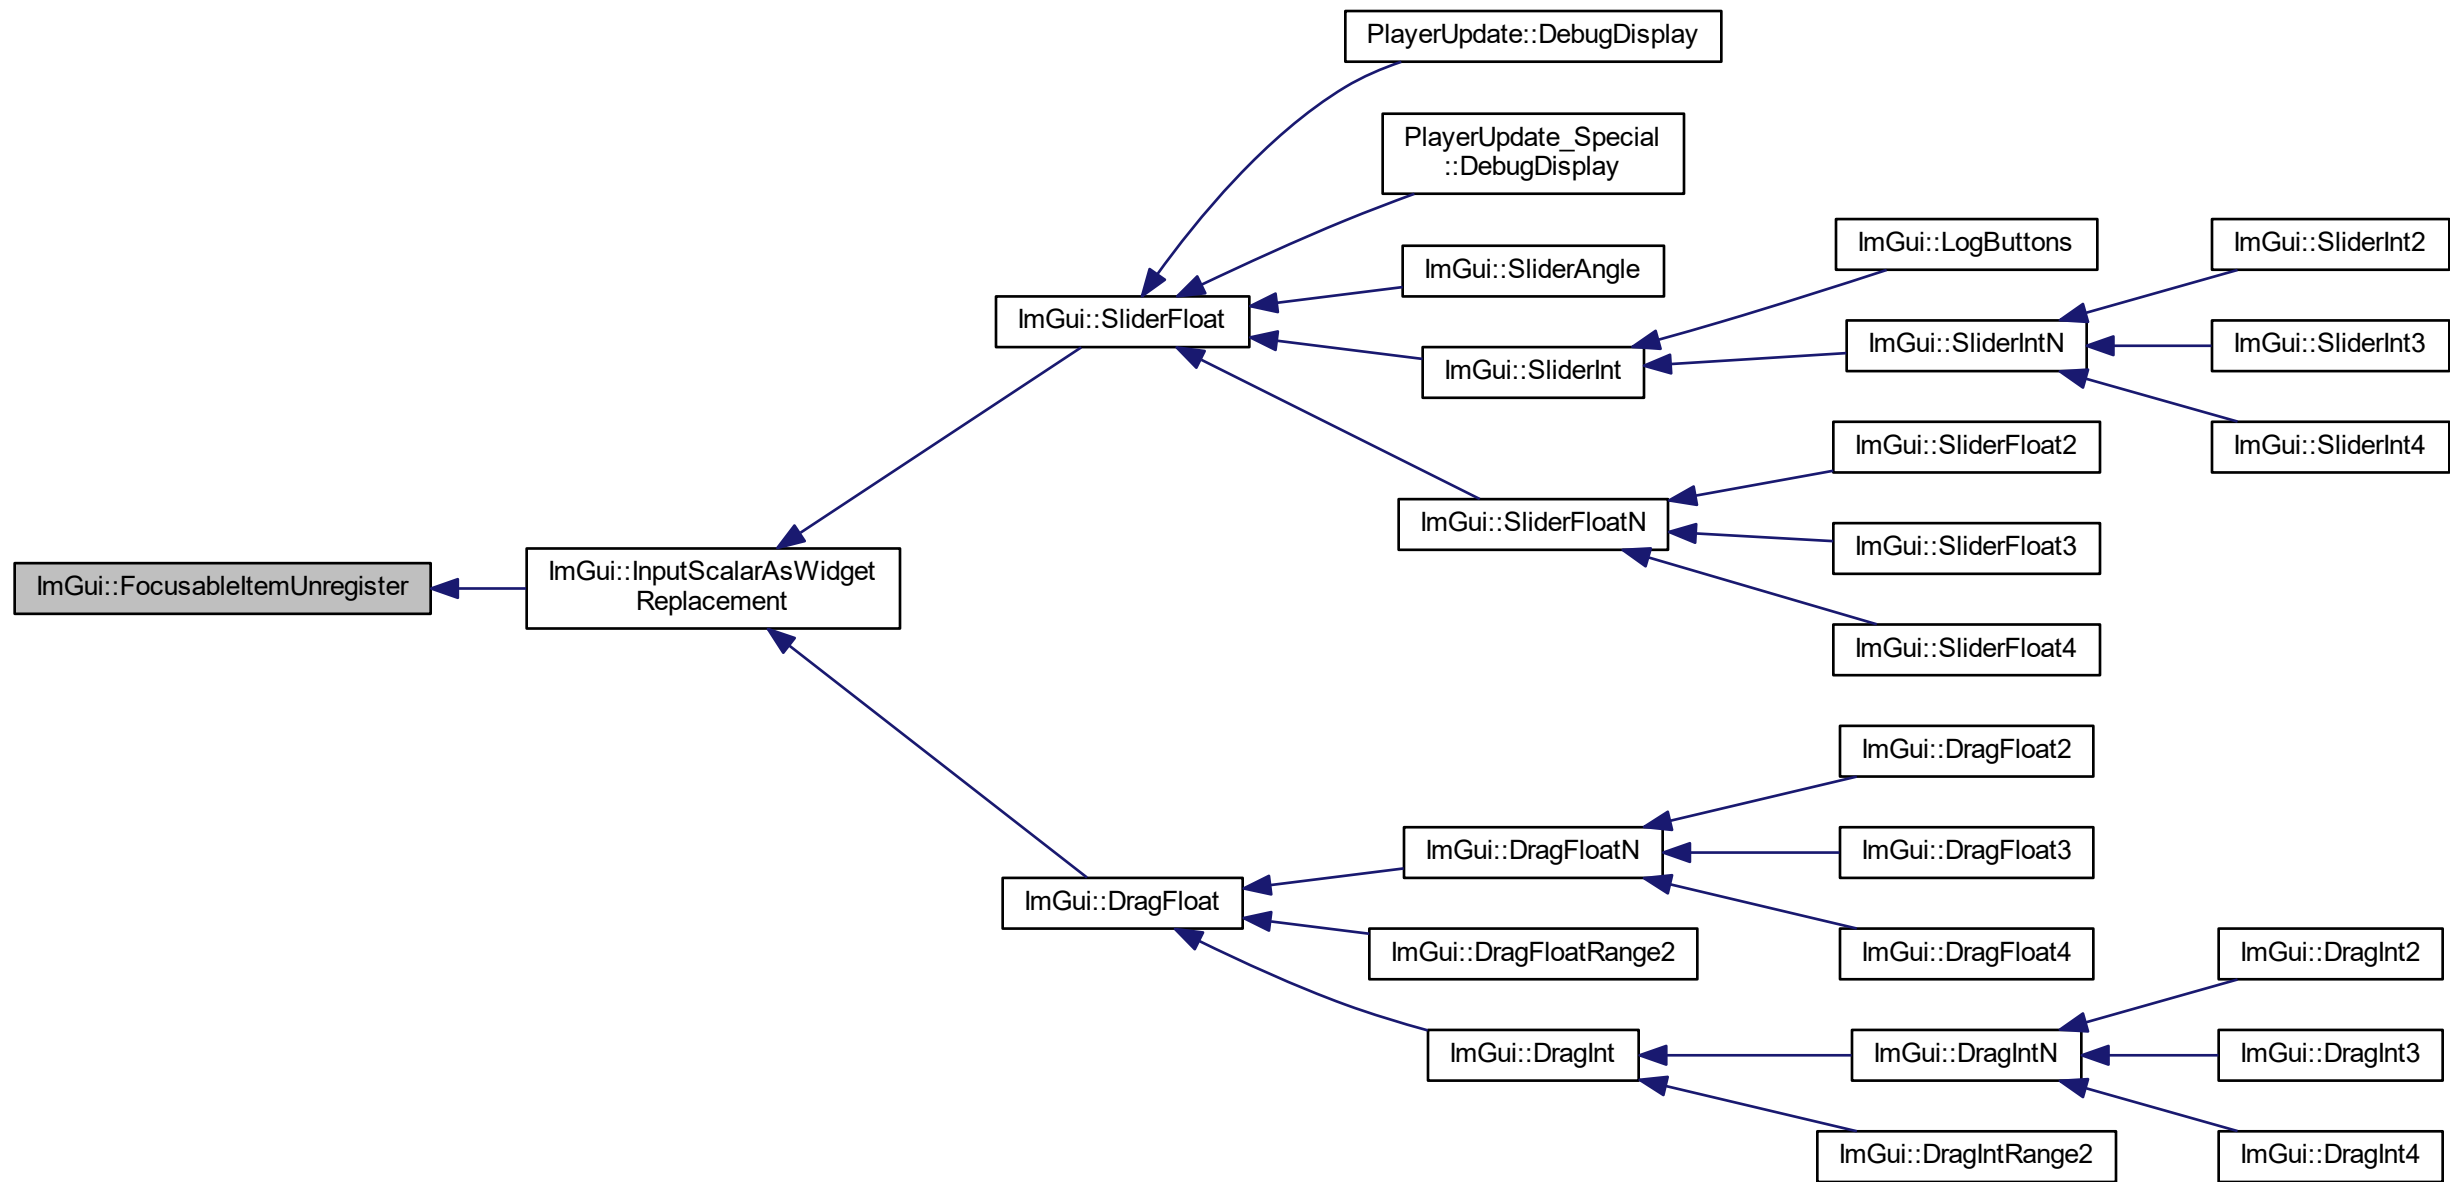 PlayerUpdate::DebugDisplay
PlayerUpdate_Special
::DebugDisplay
ImGui::LogButtons
ImGui::SliderInt2
ImGui::SliderAngle
ImGui::SliderFloat
ImGui::SliderInt
ImGui::SliderIntN
ImGui::SliderInt3
ImGui::SliderInt4
ImGui::SliderFloat2
ImGui::SliderFloatN
ImGui::SliderFloat3
ImGui::SliderFloat4
ImGui::FocusableItemUnregister
ImGui::InputScalarAsWidget
Replacement
ImGui::DragFloat2
ImGui::DragFloatN
ImGui::DragFloat3
ImGui::DragFloat
ImGui::DragFloatRange2
ImGui::DragFloat4
ImGui::DragInt2
ImGui::DragInt
ImGui::DragIntN
ImGui::DragInt3
ImGui::DragIntRange2
ImGui::DragInt4